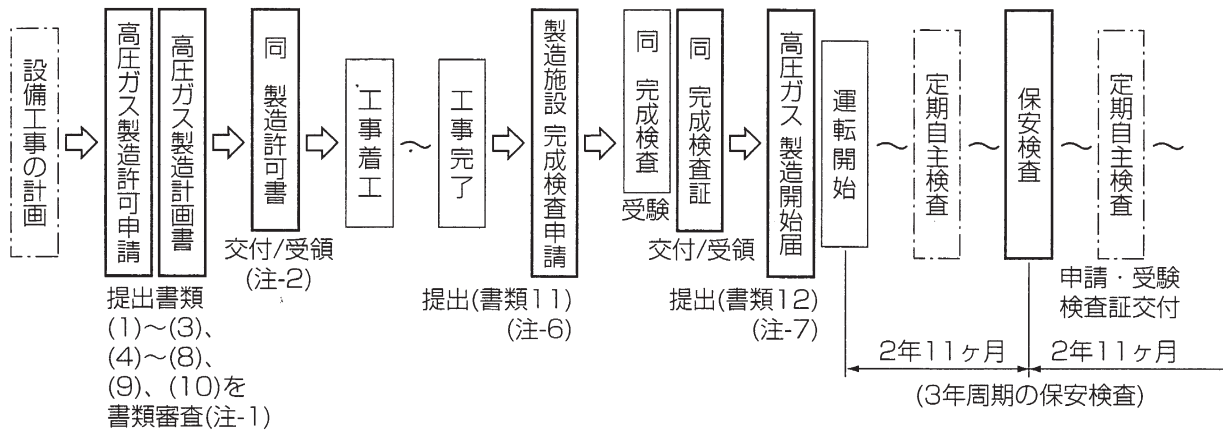 設備工事の計画
高圧ガス製造許可申請
高圧ガス製造計画書
提出書類
(1)～(3)、
(4)～(8)、
(9)、(10)を
書類審査(注-1)
同 製造許可書
交付/受領
(注-2)
工事着工
～
工事完了
製造施設 完成検査申請
提出(書類11)
(注-6)
同 完成検査
受験
同 完成検査証
交付/受領
高圧ガス 製造開始届
提出(書類12)
(注-7)
運転開始
～
定期自主検査
～
保安検査
～
定期自主検査
～
申請・受験
検査証交付
2年11ヶ月
2年11ヶ月
(3年周期の保安検査)